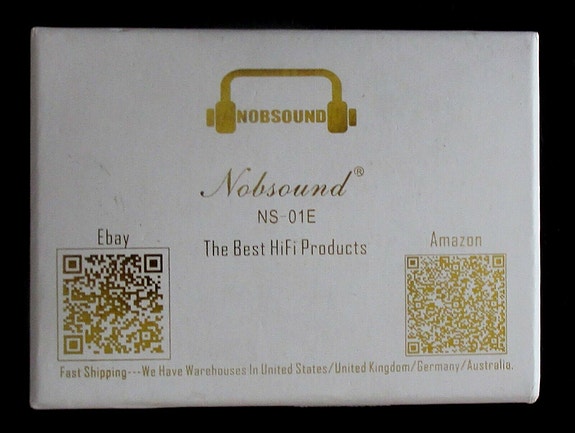 NOBSOUND
Nobsound®
NS-01E
The Best HiFi Products
Ebay
Amazon
Fast Shipping---We Have Warehouses In United States/United Kingdom/Germany/Australia.